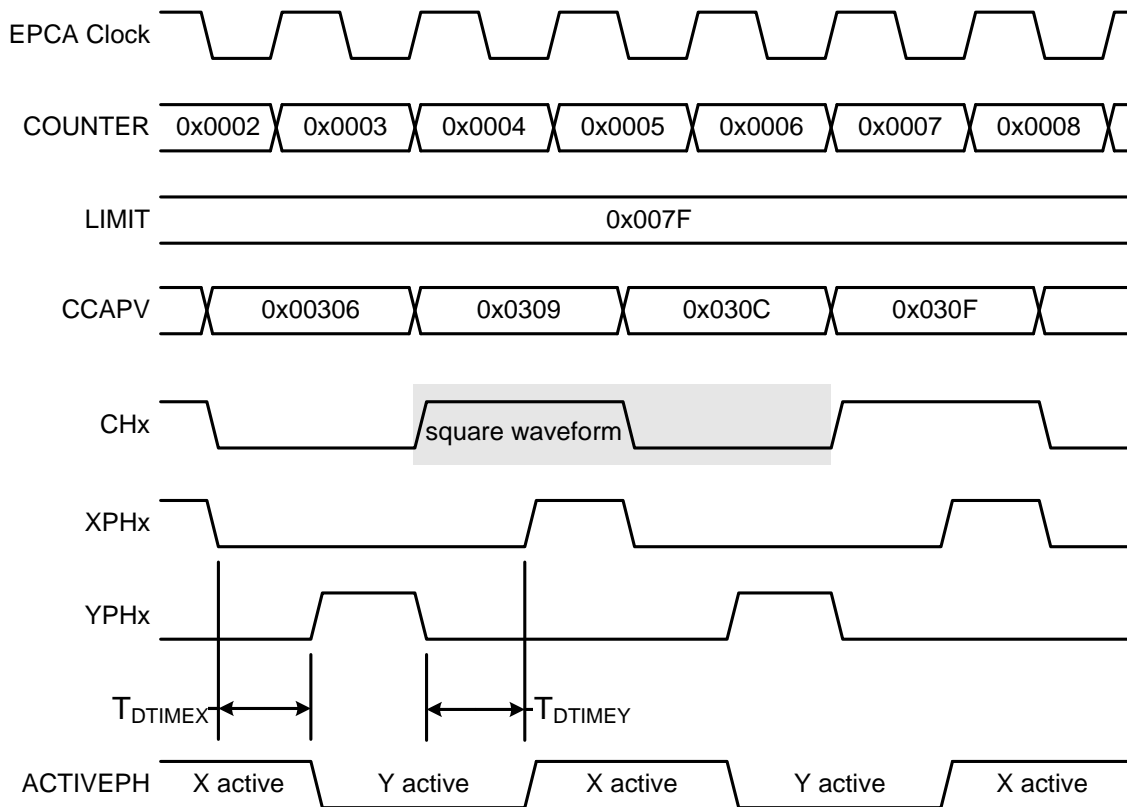 EPCA Clock
COUNTER 0x0002 0x0003 0x0004 0x0005 0x0006 0x0007 0x0008
LIMIT 0x007F
CCAPV 0x00306 0x0309 0x030C 0x030F
CHx square waveform
XPHx
YPHx
TDTIMEX TDTIMEY
ACTIVEPH X active Y active X active Y active X active